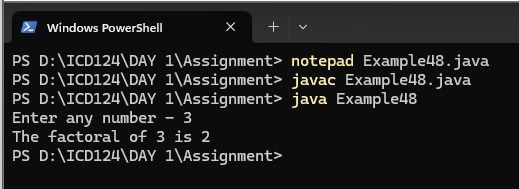 Windows PowerShell
PS D:\ICD124\DAY 1\Assignment> notepad Example48.java
PS D:\ICD124\DAY 1\Assignment> javac Example48.java
PS D:\ICD124\DAY 1\Assignment> java Example48
Enter any number - 3
The factoral of 3 is 2
PS D:\ICD124\DAY 1\Assignment>